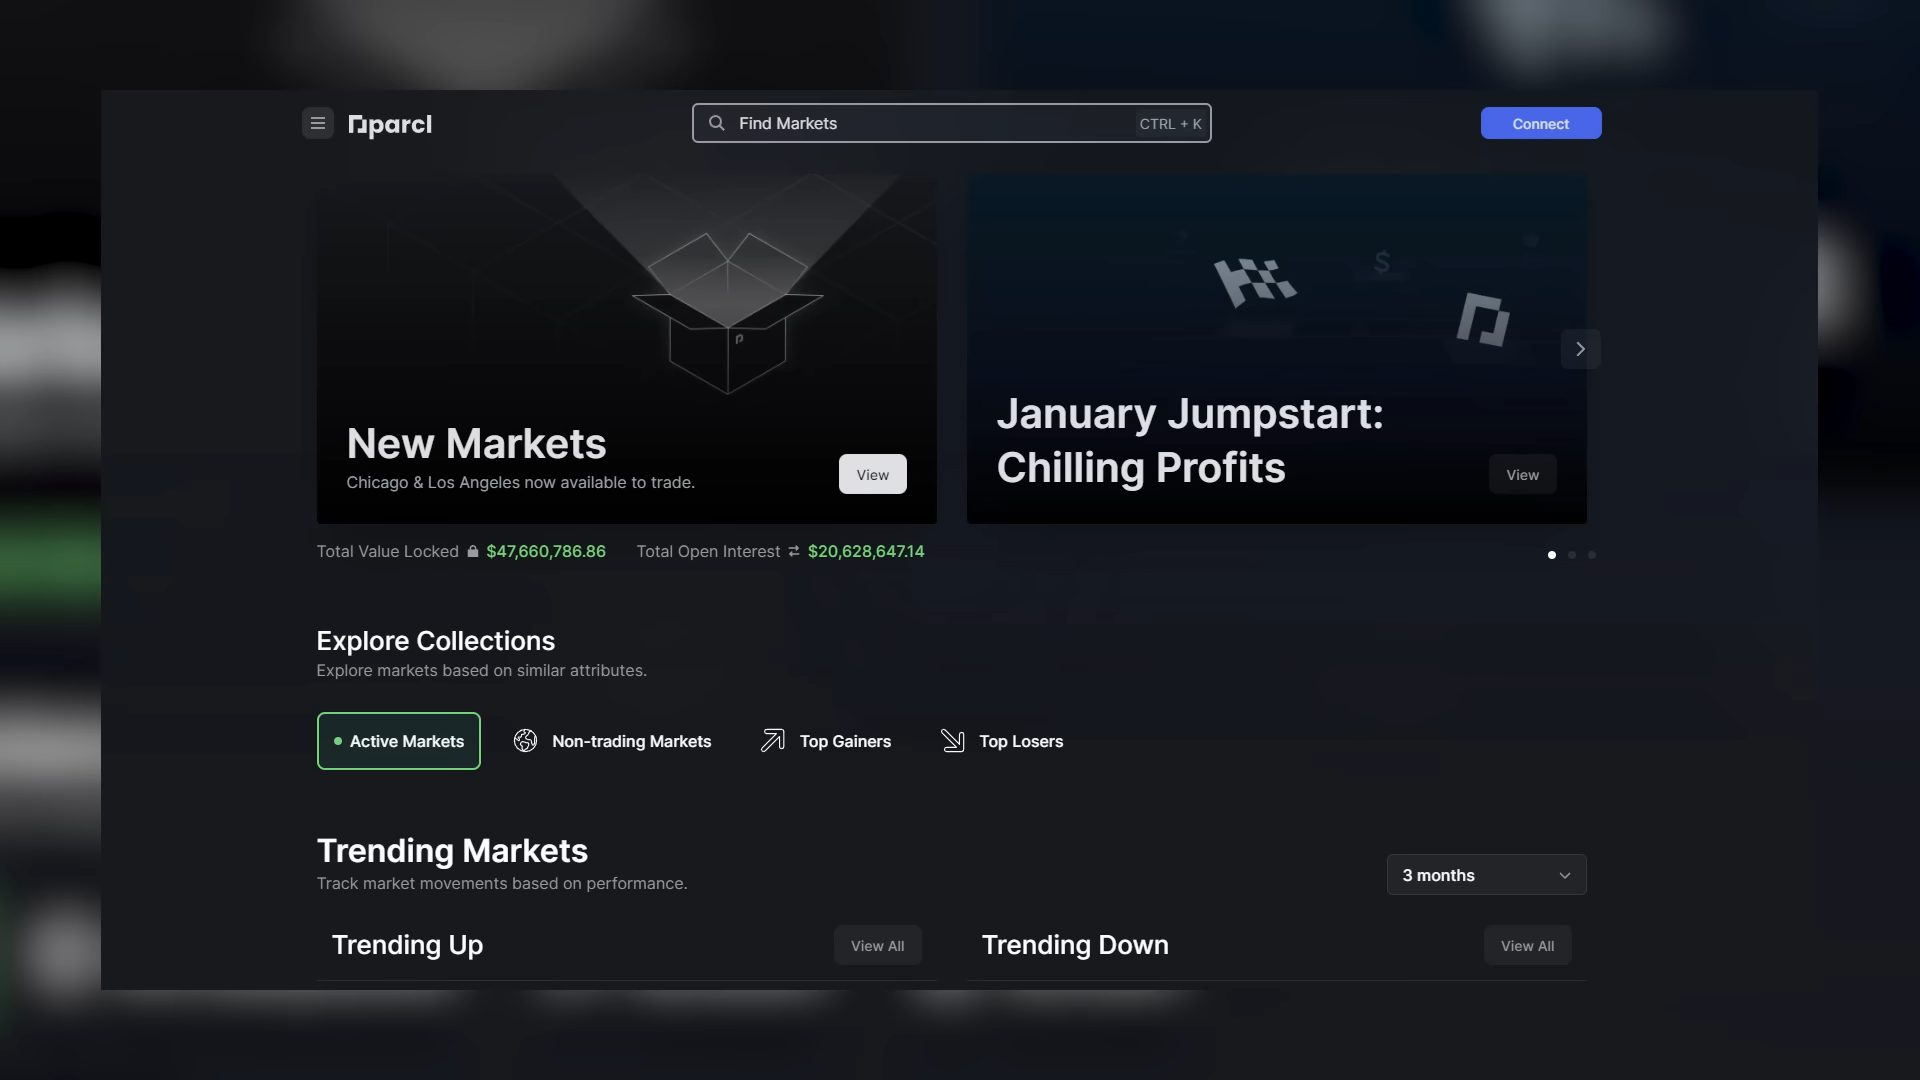 parcl
Find Markets
CTRL + K
Connect
New Markets
Chicago & Los Angeles now available to trade.
View
January Jumpstart:
Chilling Profits
View
Total Value Locked $47,660,786.86
Total Open Interest $20,628,647.14
Explore Collections
Explore markets based on similar attributes.
Active Markets
Non-trading Markets
Top Gainers
Top Losers
Trending Markets
Track market movements based on performance.
3 months
Trending Up
View All
Trending Down
View All